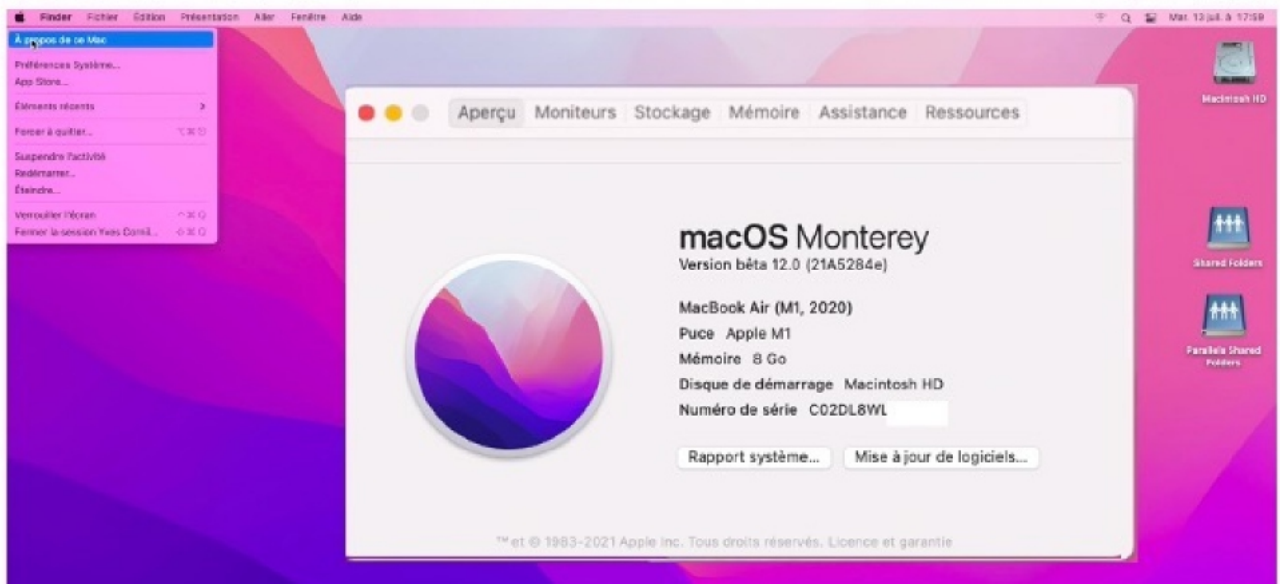 Finder Fichier Édition Présentation Aller Fenêtre Aide
Mar. 13 juil. à 17:59
À propos de ce Mac
Préférences Système...
App Store...
Éléments récents >
Forcer à quitter...
Suspendre l'activité
Redémarrer...
Éteindre...
Verrouiller l'écran
Fermer la session Yves Cornil...
Aperçu Moniteurs Stockage Mémoire Assistance Ressources
macOS Monterey
Version bêta 12.0 (21A5284e)
MacBook Air (M1, 2020)
Puce Apple M1
Mémoire 8 Go
Disque de démarrage Macintosh HD
Numéro de série C02DL8WL
Rapport système... Mise à jour de logiciels...
™ et © 1983-2021 Apple Inc. Tous droits réservés. Licence et garantie
Macintosh HD
Shared Folders
Parallels Shared
Folders